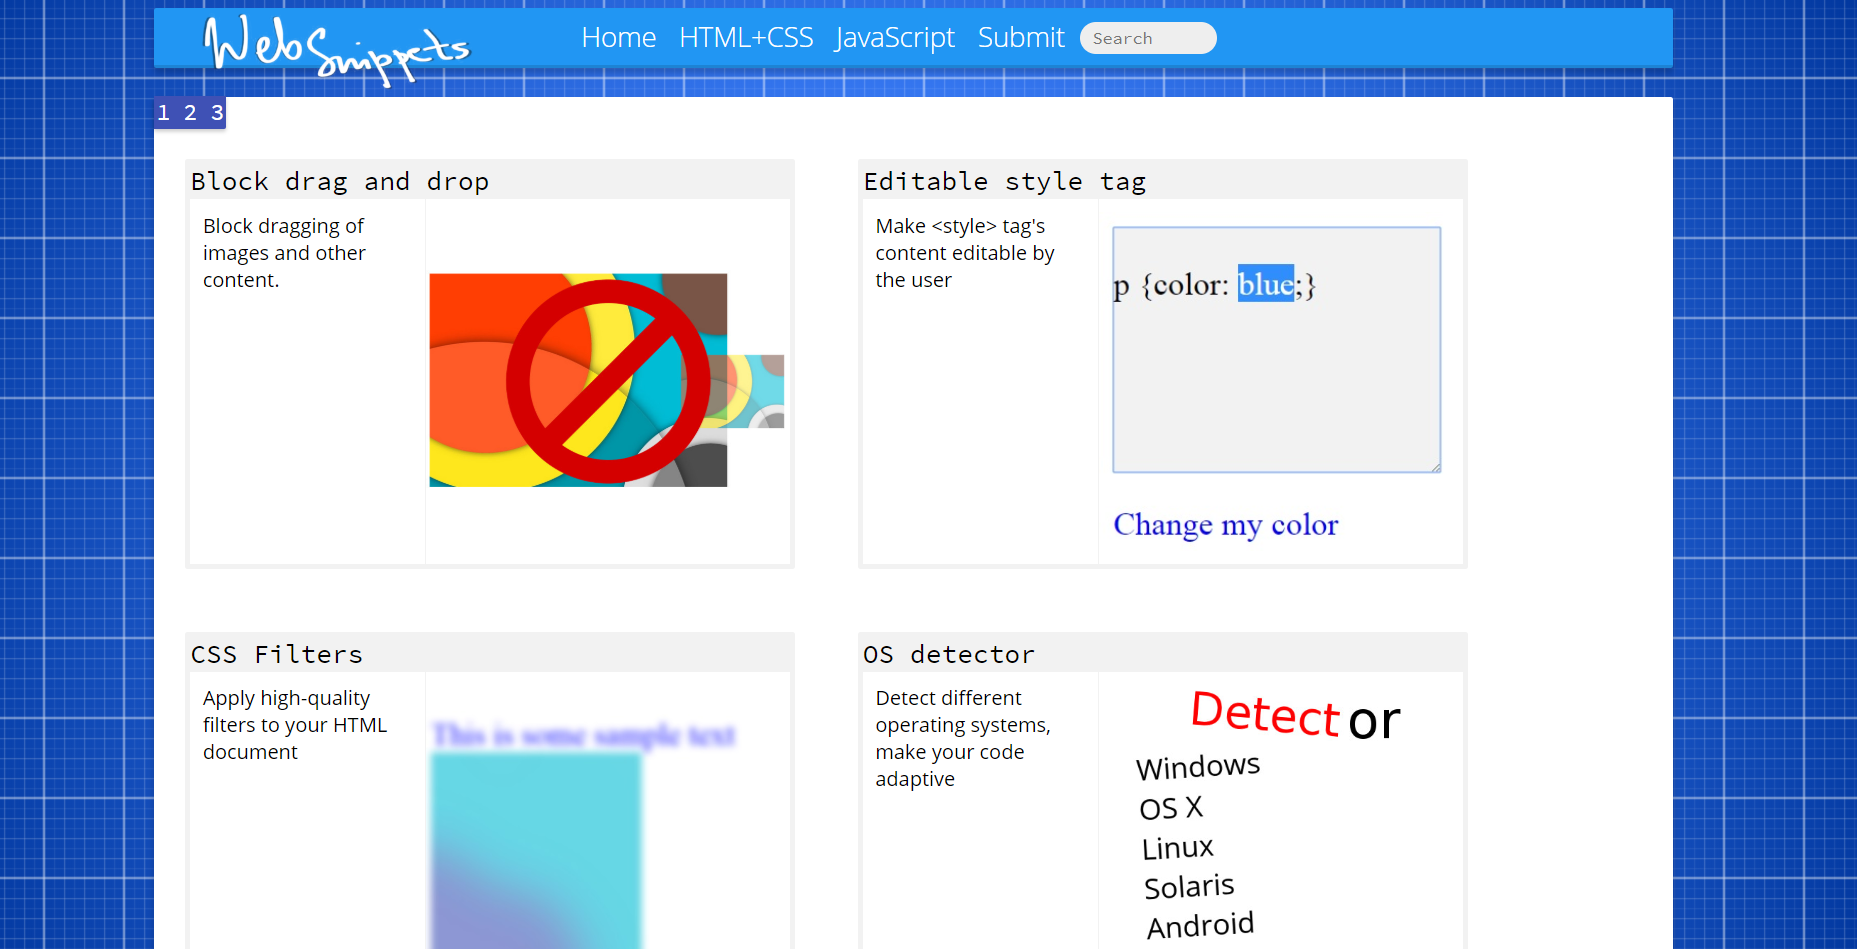 WebSnippets
Home HTML+CSS JavaScript Submit Search
1 2 3
Block drag and drop
Block dragging of
images and other
content.
Editable style tag
Make <style> tag's
content editable by
the user
p {color: blue;}
Change my color
CSS Filters
Apply high-quality
filters to your HTML
document
This is some sample text
OS detector
Detect different
operating systems,
make your code
adaptive
Detector
Windows
OS X
Linux
Solaris
Android